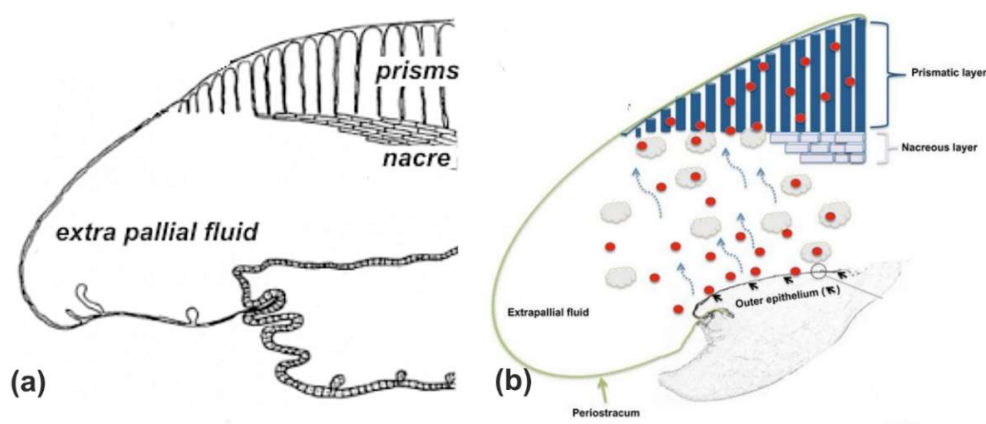 prisms
nacre
extra pallial fluid
(a)
Prismatic layer
Nacreous layer
Outer epithelium (↖)
Extrapallial fluid
(b)
Periostracum